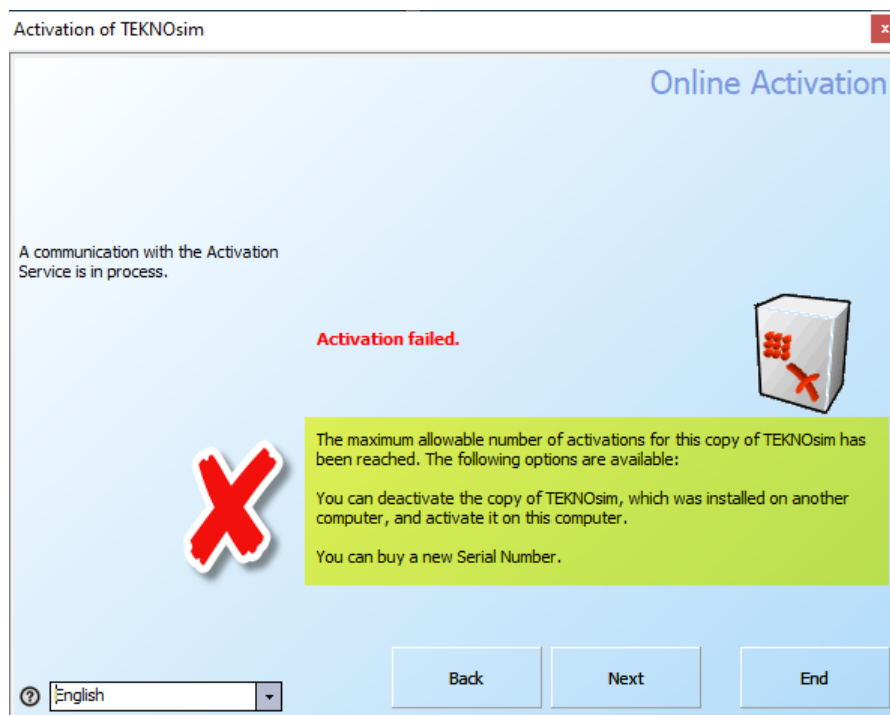 Activation of TEKNOsim
x
Online Activation
A communication with the Activation
Service is in process.
Activation failed.
The maximum allowable number of activations for this copy of TEKNOsim has
been reached. The following options are available:
You can deactivate the copy of TEKNOsim, which was installed on another
computer, and activate it on this computer.
You can buy a new Serial Number.
? English
Back
Next
End